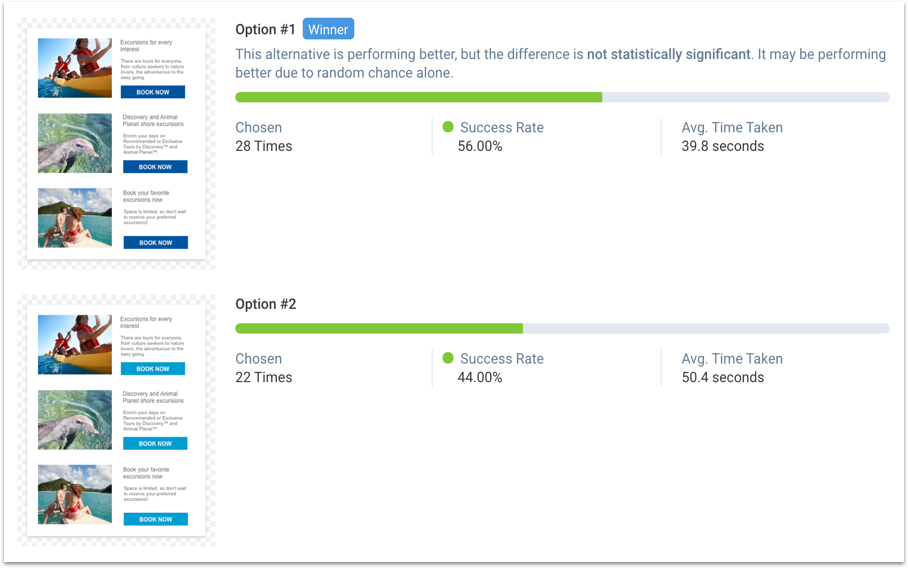 Option #1 Winner
This alternative is performing better, but the difference is not statistically significant. It may be performing
better due to random chance alone.
Chosen
28 Times
Success Rate
56.00%
Avg. Time Taken
39.8 seconds
Excursions for every
interest
There are tours for everyone,
from culture seekers to nature
lovers, the adventurous to the
easy going.
BOOK NOW
Discovery and Animal
Planet shore excursions
Enrich your days on
Recommended or Exclusive
Tours by Discovery™ and
Animal Planet™.
BOOK NOW
Book your favorite
excursions now
Space is limited, so don't wait
to reserve your preferred
excursions!
BOOK NOW
Option #2
Chosen
22 Times
Success Rate
44.00%
Avg. Time Taken
50.4 seconds
Excursions for every
interest
There are tours for everyone,
from culture seekers to nature
lovers, the adventurous to the
easy going.
BOOK NOW
Discovery and Animal
Planet shore excursions
Enrich your days on
Recommended or Exclusive
Tours by Discovery™ and
Animal Planet™.
BOOK NOW
Book your favorite
excursions now
Space is limited, so don't wait
to reserve your preferred
excursions!
BOOK NOW